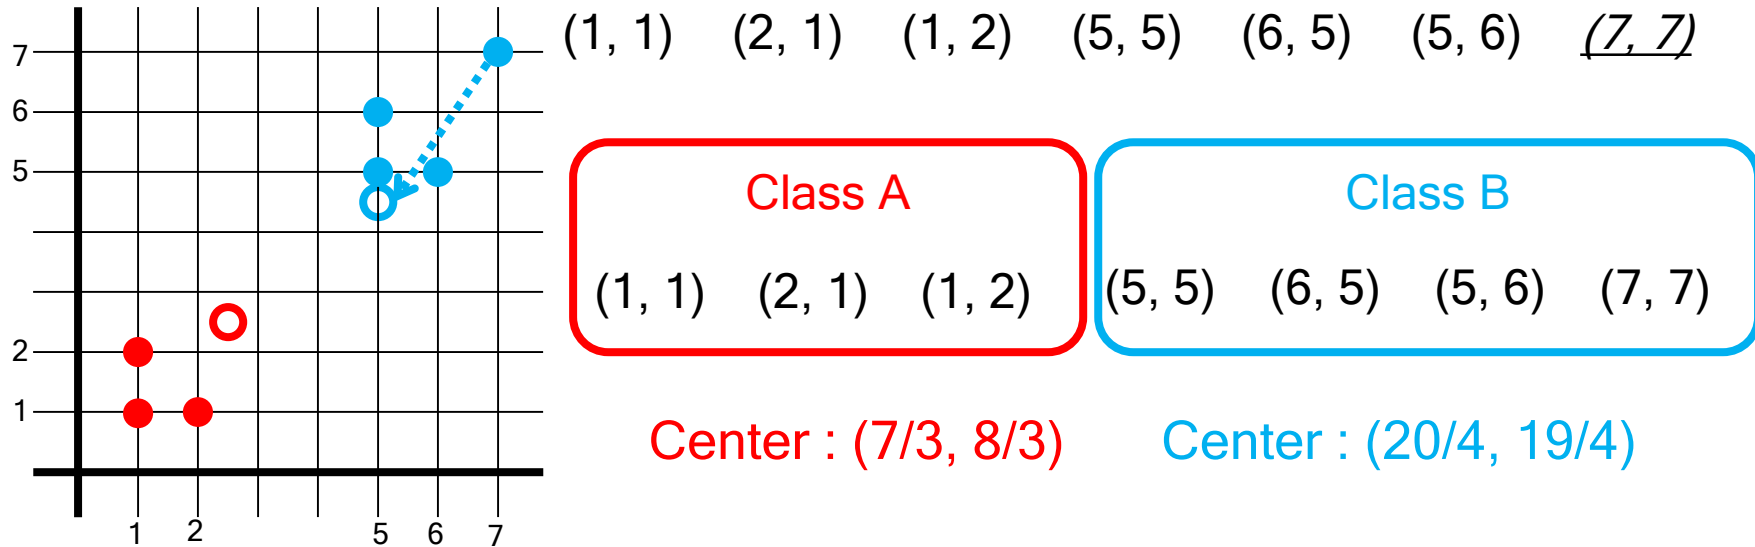 (1, 1) (2, 1) (1, 2) (5, 5) (6, 5) (5, 6) (7, 7)
7
6
5
2
1
1 2 5 6 7
Class A
(1, 1) (2, 1) (1, 2)
Class B
(5, 5) (6, 5) (5, 6) (7, 7)
Center : (7/3, 8/3)
Center : (20/4, 19/4)